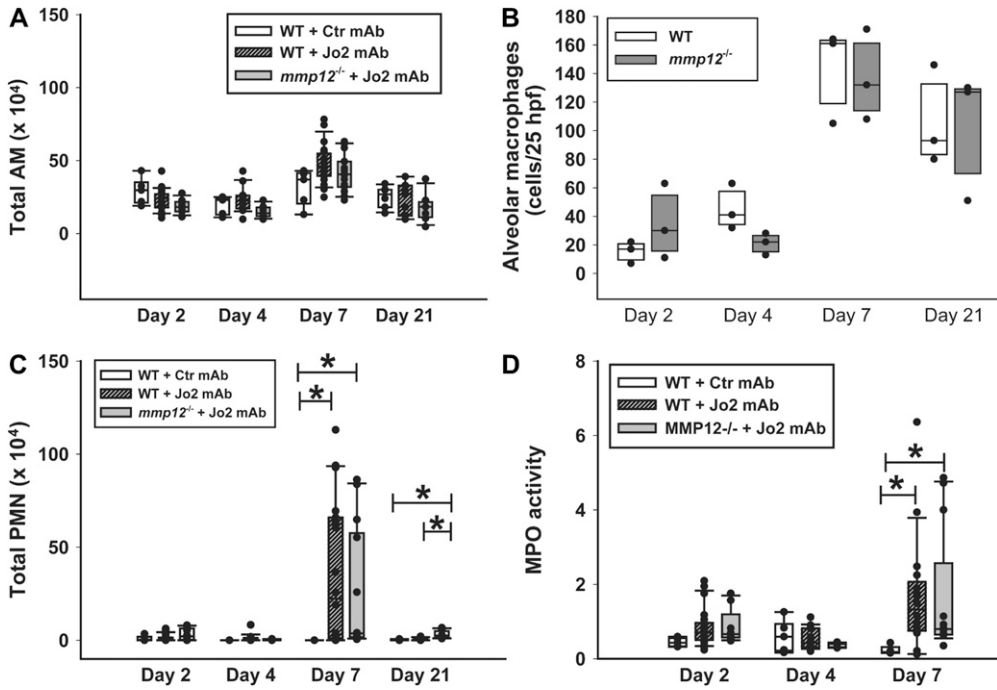 A
150
100
50
0
Total AM (x 10⁴)
WT + Ctr mAb
WT + Jo2 mAb
mmp12⁻/⁻ + Jo2 mAb
Day 2 Day 4 Day 7 Day 21
B
180
160
140
120
100
80
60
40
20
0
Alveolar macrophages
(cells/25 hpf)
WT
mmp12⁻/⁻
Day 2 Day 4 Day 7 Day 21
C
150
100
50
0
Total PMN (x 10⁴)
WT + Ctr mAb
WT + Jo2 mAb
mmp12⁻/⁻ + Jo2 mAb
*
*
*
*
Day 2 Day 4 Day 7 Day 21
D
8
6
4
2
0
MPO activity
WT + Ctr mAb
WT + Jo2 mAb
MMP12-/- + Jo2 mAb
*
*
Day 2 Day 4 Day 7